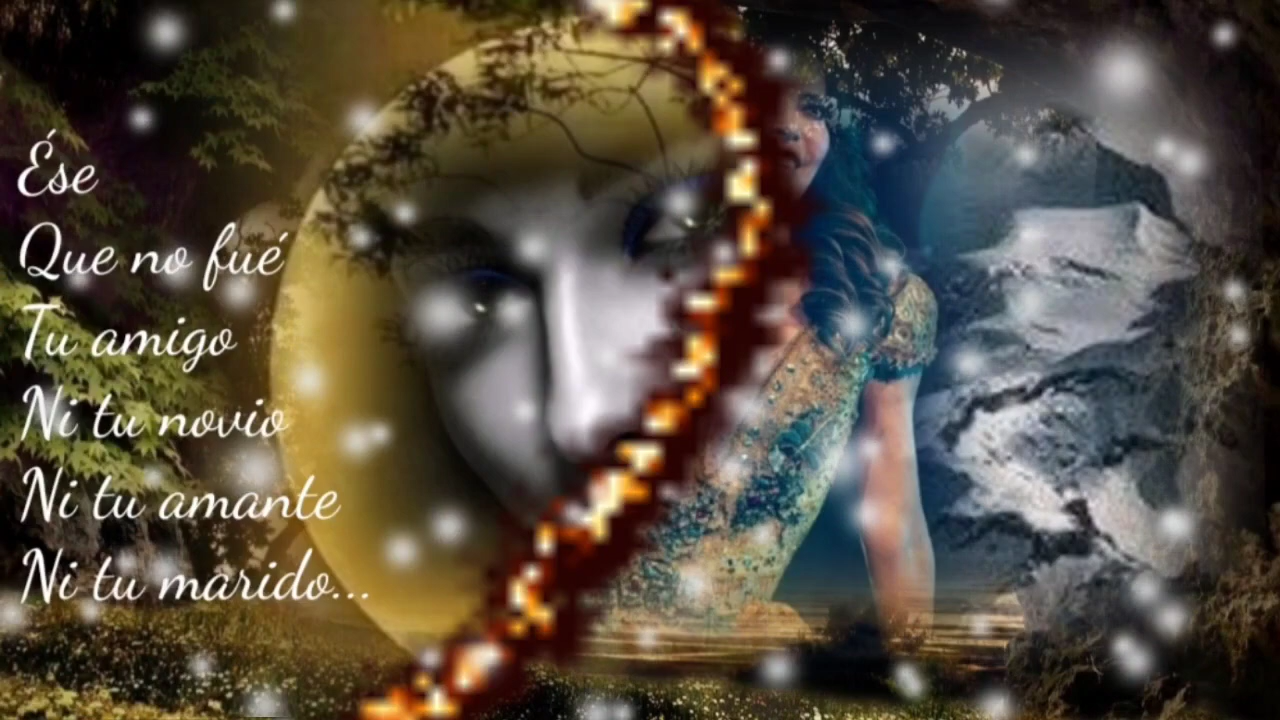 Ése
Que no fué
Tu amigo
Ni tu novio
Ni tu amante
Ni tu marido...